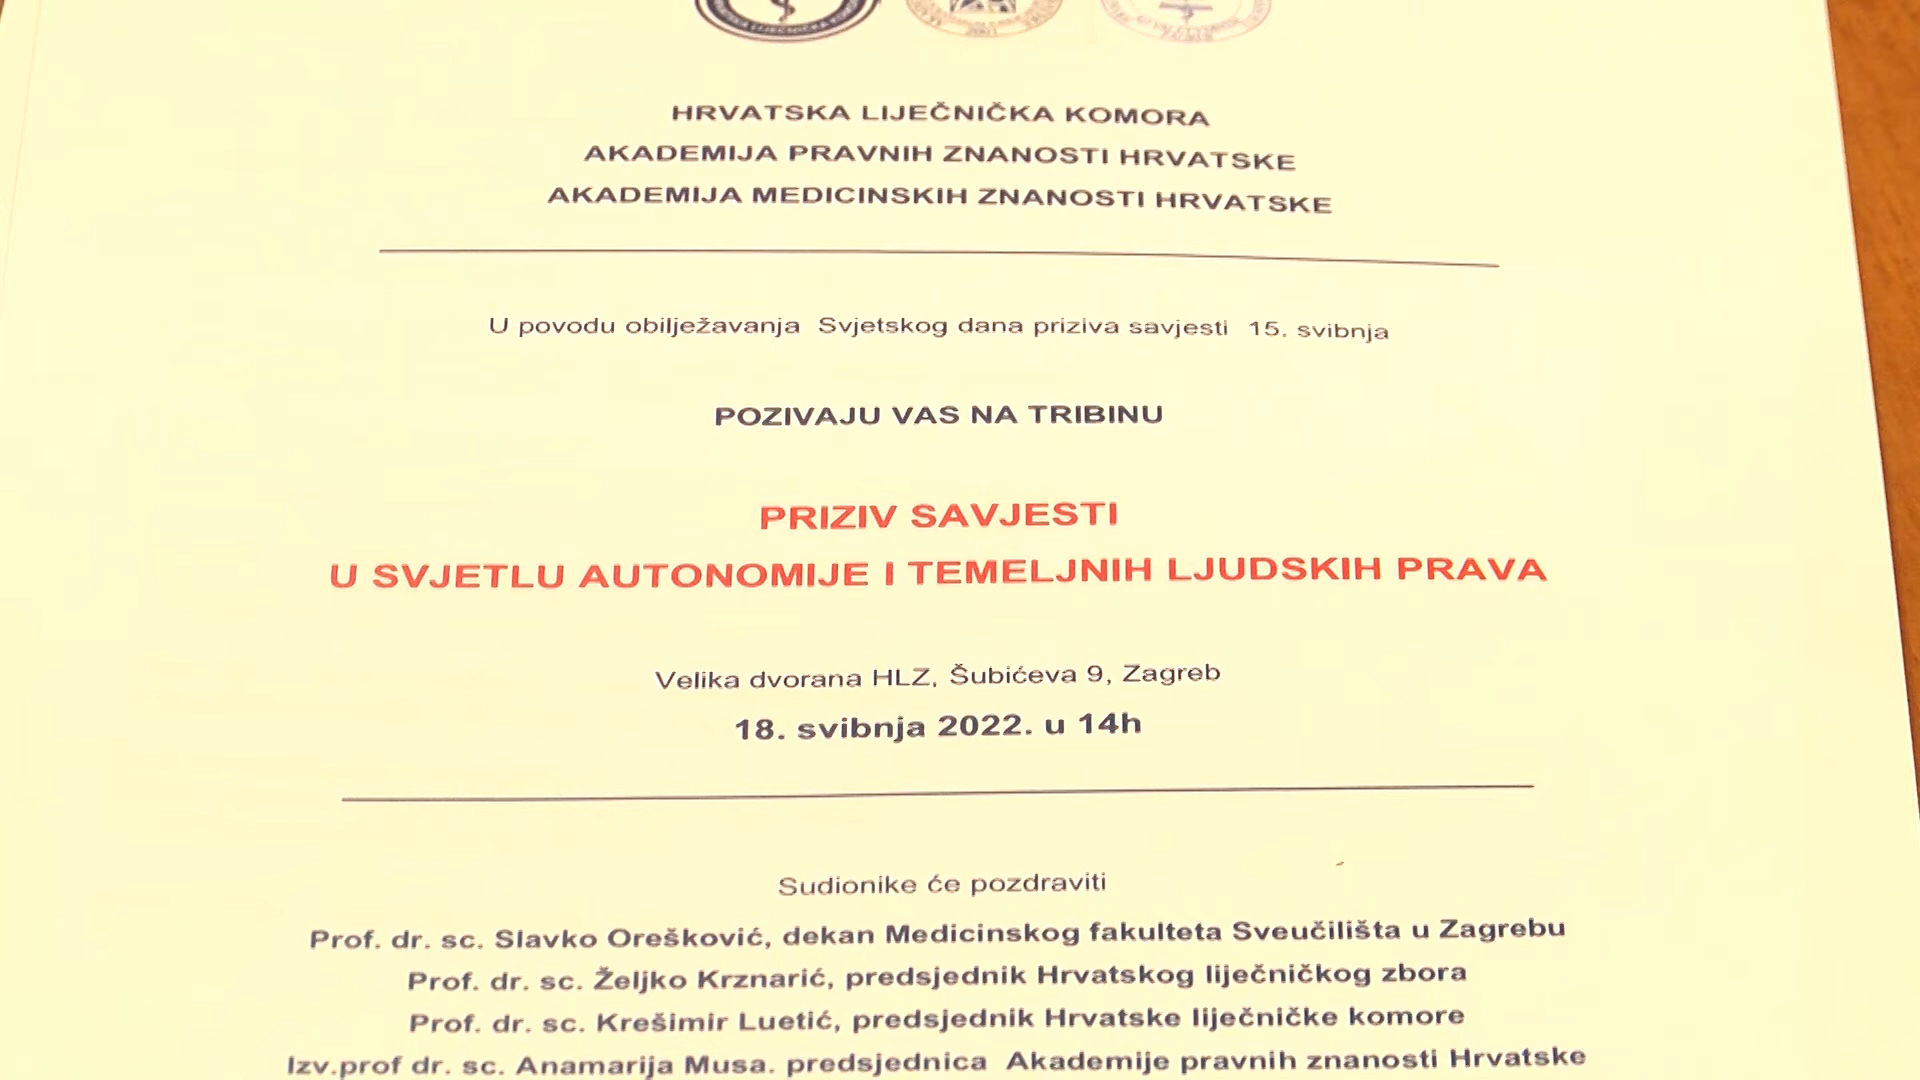 HRVATSKA LIJEČNIČKA KOMORA
AKADEMIJA PRAVNIH ZNANOSTI HRVATSKE
AKADEMIJA MEDICINSKIH ZNANOSTI HRVATSKE
U povodu obilježavanja Svjetskog dana priziva savjesti 15. svibnja
POZIVAJU VAS NA TRIBINU
PRIZIV SAVJESTI
U SVJETLU AUTONOMIJE I TEMELJNIH LJUDSKIH PRAVA
Velika dvorana HLZ, Šubićeva 9, Zagreb
18. svibnja 2022. u 14h
Sudionike će pozdraviti
Prof. dr. sc. Slavko Orešković, dekan Medicinskog fakulteta Sveučilišta u Zagrebu
Prof. dr. sc. Željko Krznarić, predsjednik Hrvatskog liječničkog zbora
Prof. dr. sc. Krešimir Luetić, predsjednik Hrvatske liječničke komore
Izv.prof dr. sc. Anamarija Musa. predsjednica Akademije pravnih znanosti Hrvatske